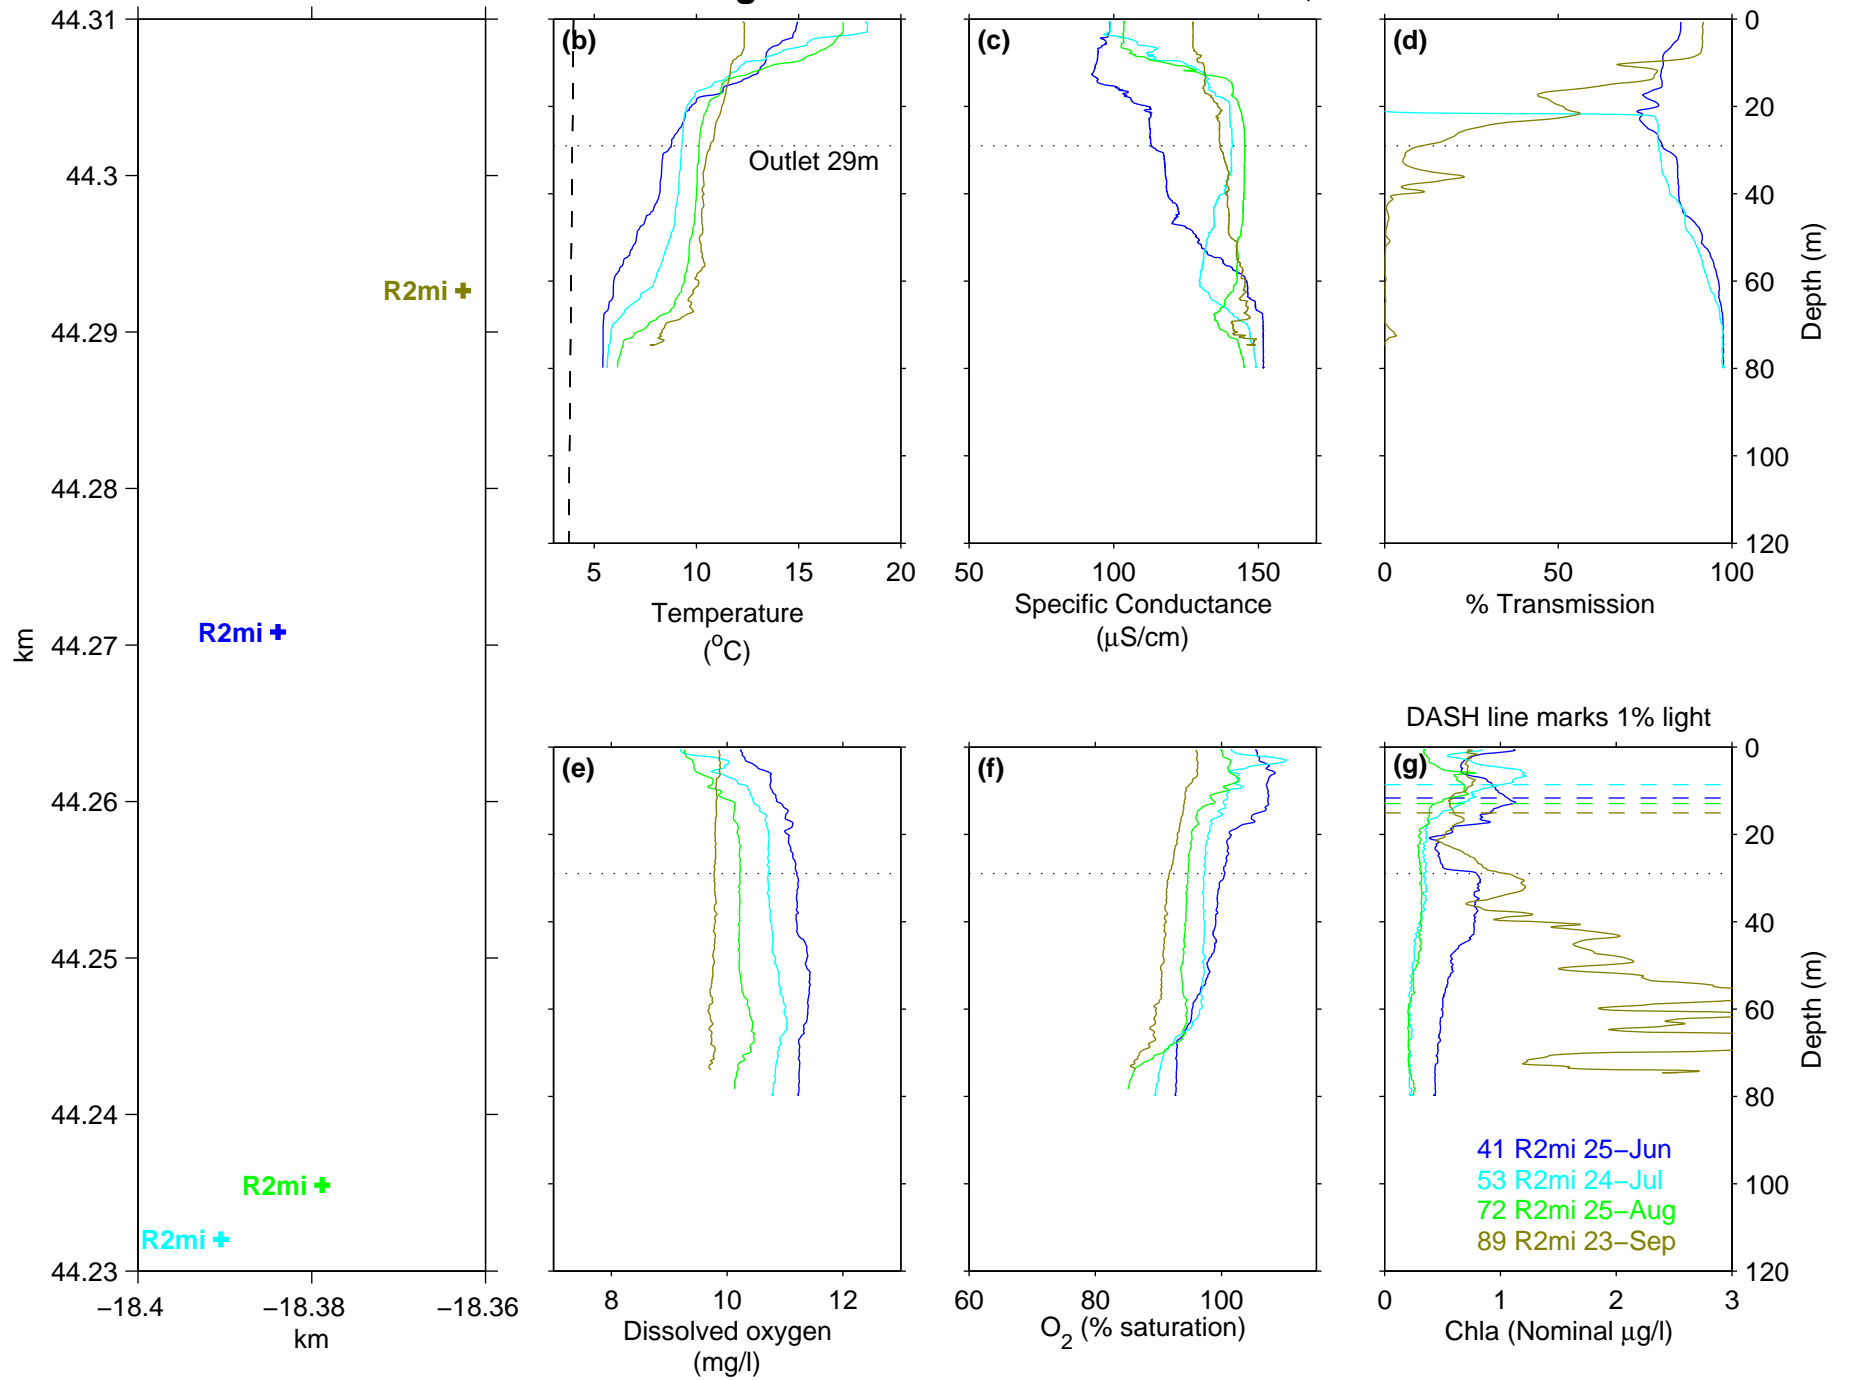 44.31
44.3
44.29
44.28
44.27
44.26
44.25
44.24
44.23
km
−18.4
−18.38
−18.36
km
R2mi
R2mi
R2mi
R2mi
(b)
Outlet 29m
5
10
15
20
Temperature
(°C)
(c)
50
100
150
Specific Conductance
(μS/cm)
(d)
0
50
100
% Transmission
0
20
40
60
80
100
120
Depth (m)
(e)
8
10
12
Dissolved oxygen
(mg/l)
(f)
60
80
100
O2 (% saturation)
DASH line marks 1% light
(g)
41 R2mi 25−Jun
53 R2mi 24−Jul
72 R2mi 25−Aug
89 R2mi 23−Sep
0
1
2
3
Chla (Nominal μg/l)
0
20
40
60
80
100
120
Depth (m)